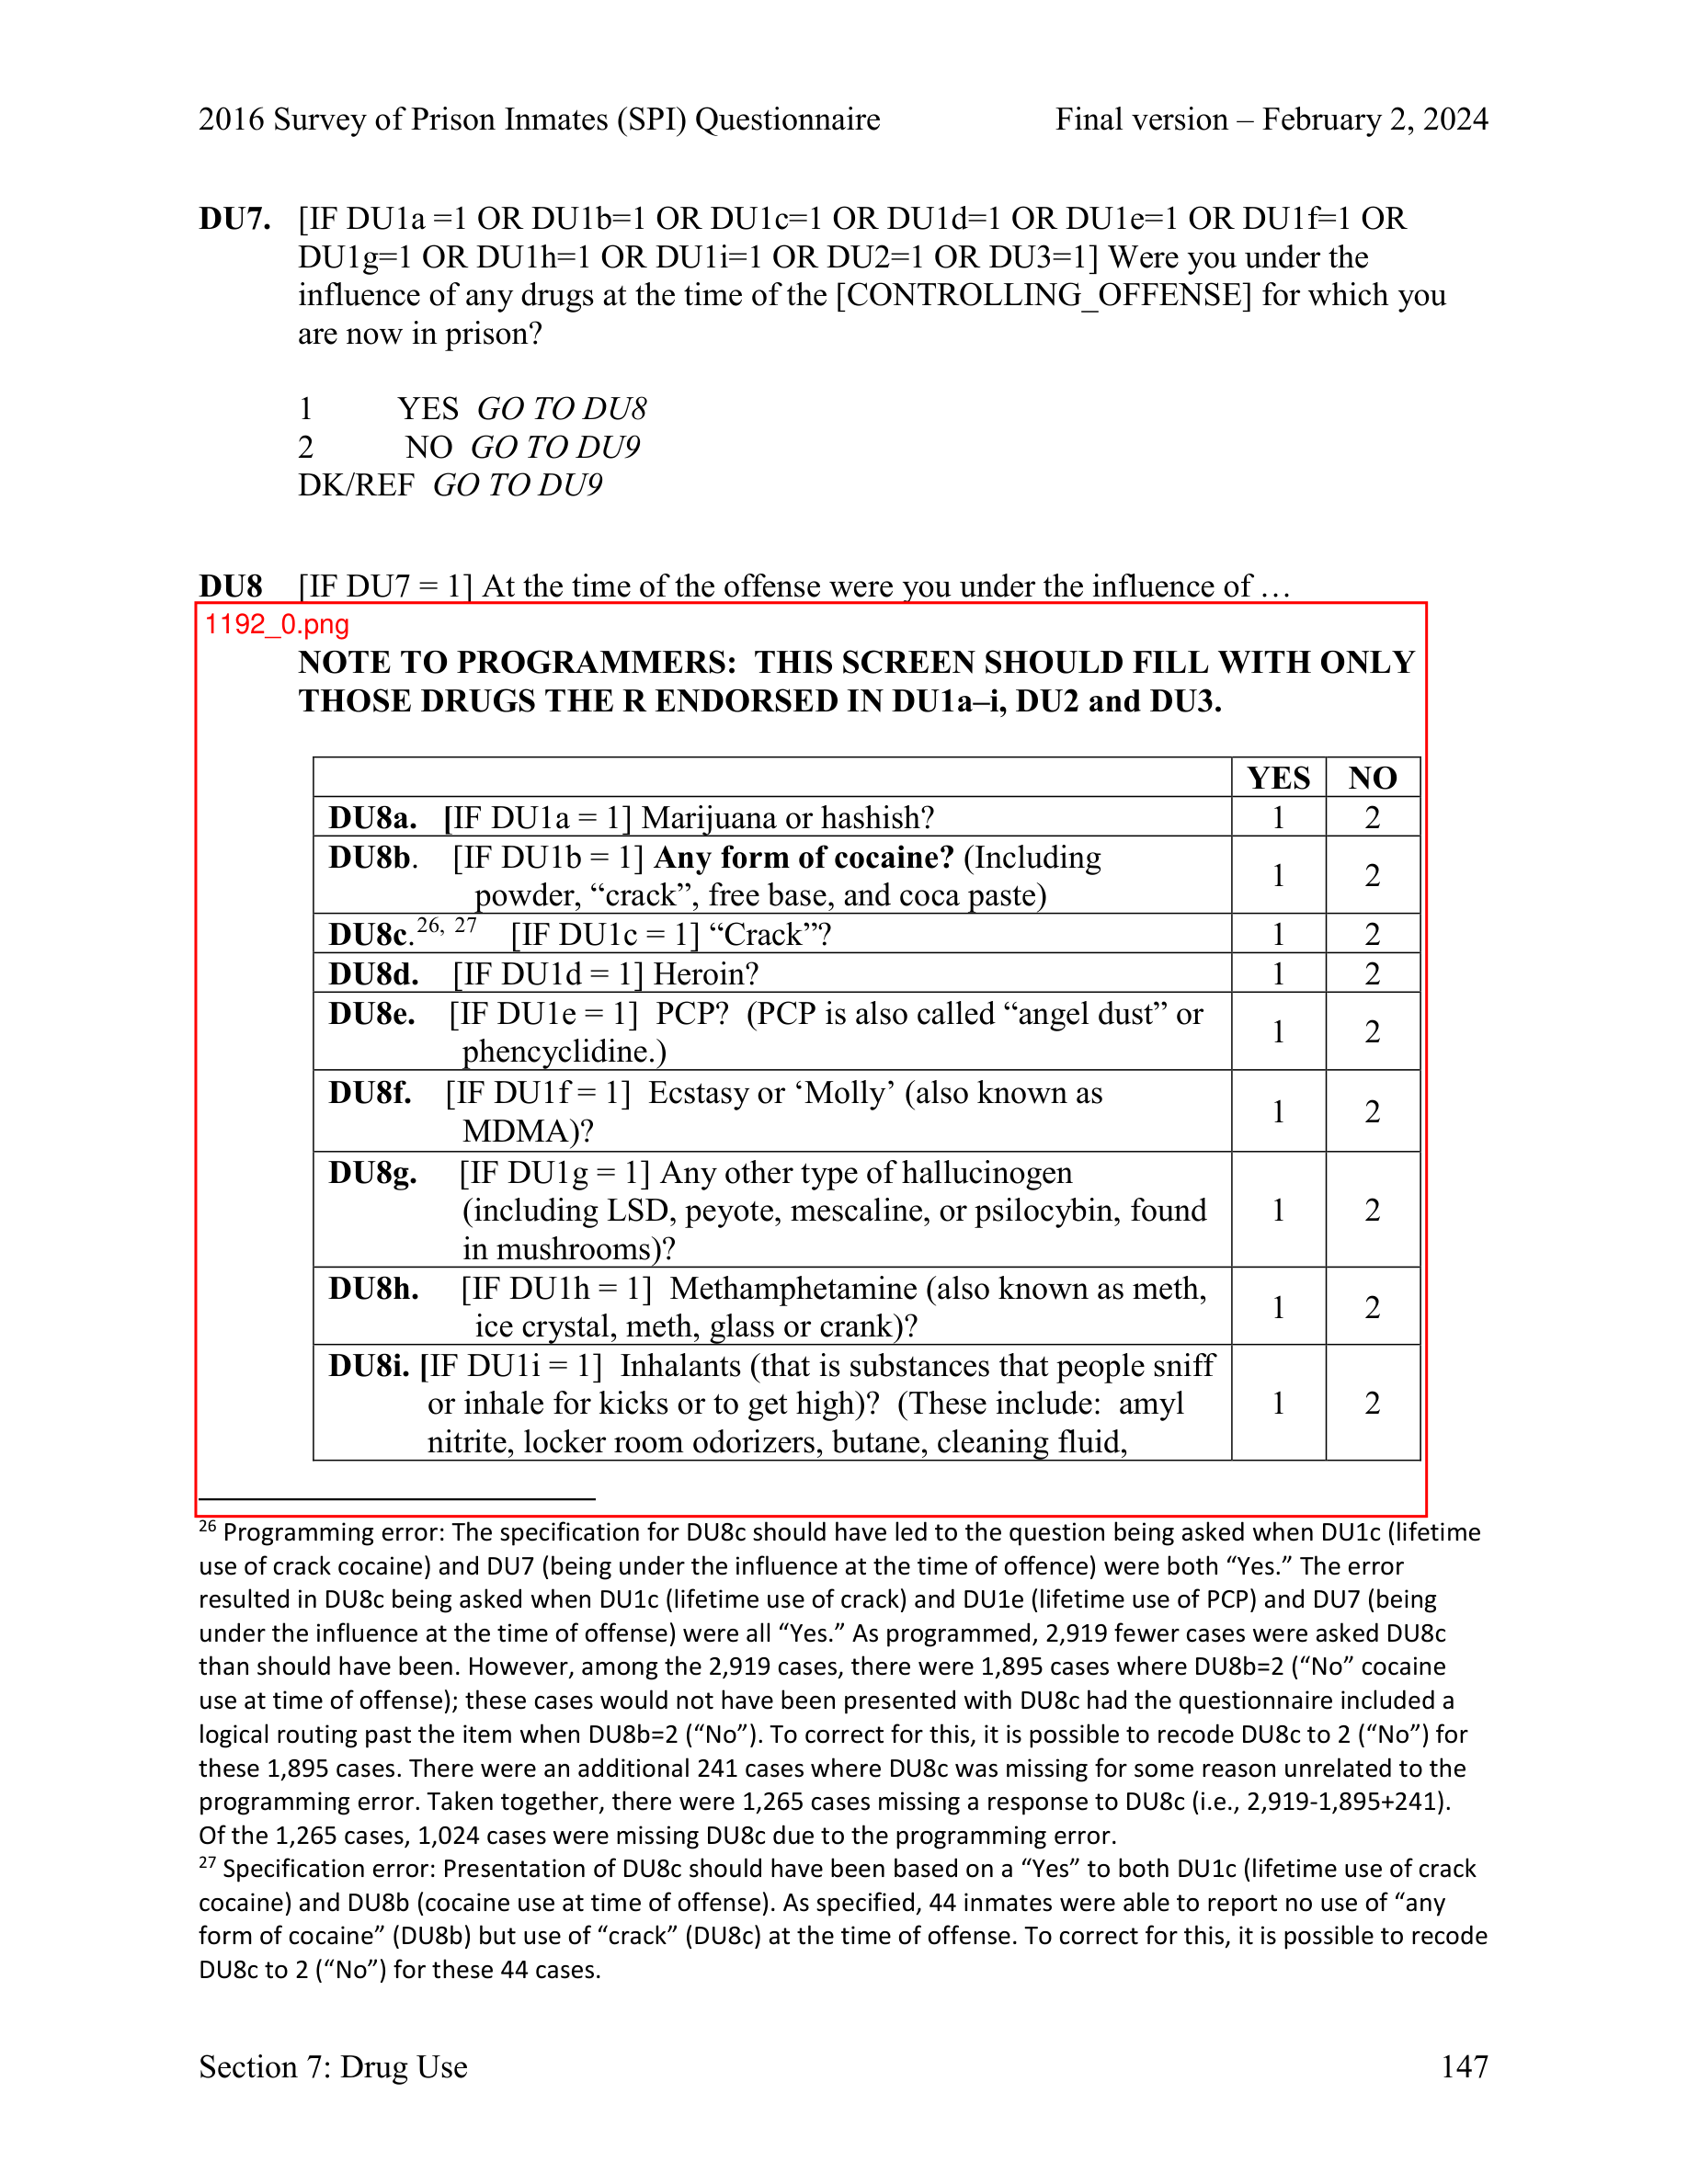 2016 Survey of Prison Inmates (SPI) Questionnaire Final version – February 2, 2024
DU7. [IF DU1a =1 OR DU1b=1 OR DU1c=1 OR DU1d=1 OR DU1e=1 OR DU1f=1 OR
DU1g=1 OR DU1h=1 OR DU1i=1 OR DU2=1 OR DU3=1] Were you under the
influence of any drugs at the time of the [CONTROLLING_OFFENSE] for which you
are now in prison?
1 YES GO TO DU8
2 NO GO TO DU9
DK/REF GO TO DU9
DU8 [IF DU7 = 1] At the time of the offense were you under the influence of …
1192_0.png
NOTE TO PROGRAMMERS: THIS SCREEN SHOULD FILL WITH ONLY
THOSE DRUGS THE R ENDORSED IN DU1a–i, DU2 and DU3.
YES NO
DU8a. [IF DU1a = 1] Marijuana or hashish? 1 2
DU8b. [IF DU1b = 1] Any form of cocaine? (Including
powder, “crack”, free base, and coca paste) 1 2
DU8c.26, 27 [IF DU1c = 1] “Crack”? 1 2
DU8d. [IF DU1d = 1] Heroin? 1 2
DU8e. [IF DU1e = 1] PCP? (PCP is also called “angel dust” or
phencyclidine.) 1 2
DU8f. [IF DU1f = 1] Ecstasy or ‘Molly’ (also known as
MDMA)? 1 2
DU8g. [IF DU1g = 1] Any other type of hallucinogen
(including LSD, peyote, mescaline, or psilocybin, found 1 2
in mushrooms)?
DU8h. [IF DU1h = 1] Methamphetamine (also known as meth,
ice crystal, meth, glass or crank)? 1 2
DU8i. [IF DU1i = 1] Inhalants (that is substances that people sniff
or inhale for kicks or to get high)? (These include: amyl 1 2
nitrite, locker room odorizers, butane, cleaning fluid,
26 Programming error: The specification for DU8c should have led to the question being asked when DU1c (lifetime
use of crack cocaine) and DU7 (being under the influence at the time of offence) were both “Yes.” The error
resulted in DU8c being asked when DU1c (lifetime use of crack) and DU1e (lifetime use of PCP) and DU7 (being
under the influence at the time of offense) were all “Yes.” As programmed, 2,919 fewer cases were asked DU8c
than should have been. However, among the 2,919 cases, there were 1,895 cases where DU8b=2 (“No” cocaine
use at time of offense); these cases would not have been presented with DU8c had the questionnaire included a
logical routing past the item when DU8b=2 (“No”). To correct for this, it is possible to recode DU8c to 2 (“No”) for
these 1,895 cases. There were an additional 241 cases where DU8c was missing for some reason unrelated to the
programming error. Taken together, there were 1,265 cases missing a response to DU8c (i.e., 2,919-1,895+241).
Of the 1,265 cases, 1,024 cases were missing DU8c due to the programming error.
27 Specification error: Presentation of DU8c should have been based on a “Yes” to both DU1c (lifetime use of crack
cocaine) and DU8b (cocaine use at time of offense). As specified, 44 inmates were able to report no use of “any
form of cocaine” (DU8b) but use of “crack” (DU8c) at the time of offense. To correct for this, it is possible to recode
DU8c to 2 (“No”) for these 44 cases.
Section 7: Drug Use 147